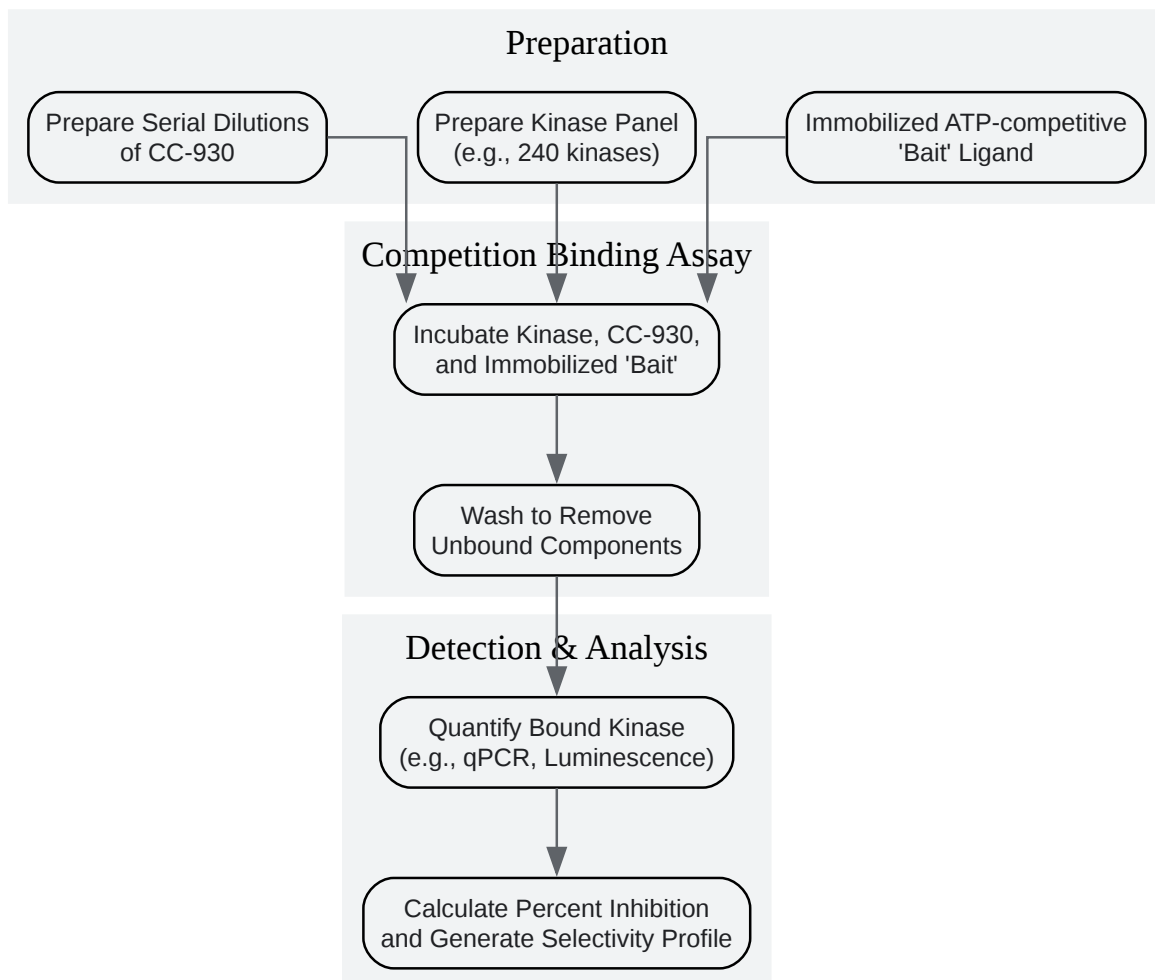 Preparation
Prepare Serial Dilutions
of CC-930
Prepare Kinase Panel
(e.g., 240 kinases)
Immobilized ATP-competitive
'Bait' Ligand
Competition Binding Assay
Incubate Kinase, CC-930,
and Immobilized 'Bait'
Wash to Remove
Unbound Components
Detection & Analysis
Quantify Bound Kinase
(e.g., qPCR, Luminescence)
Calculate Percent Inhibition
and Generate Selectivity Profile